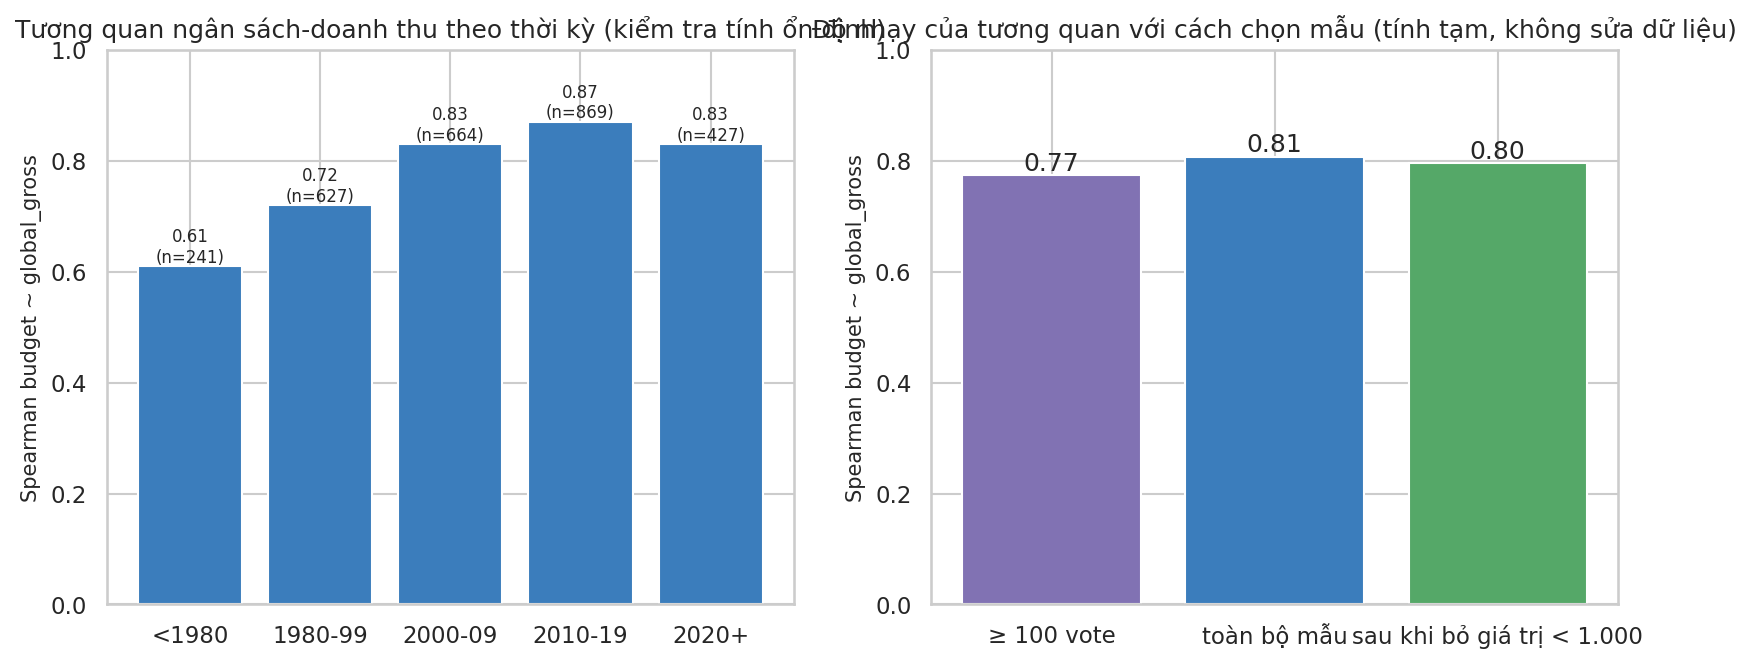 Tương quan ngân sách-doanh thu theo thời kỳ (kiểm tra tính ổn định)
1.0
0.8
0.6
0.4
0.2
0.0
Spearman budget ~ global_gross
0.61
(n=241)
0.72
(n=627)
0.83
(n=664)
0.87
(n=869)
0.83
(n=427)
<1980
1980-99
2000-09
2010-19
2020+
Độ nhạy của tương quan với cách chọn mẫu (tính tạm, không sửa dữ liệu)
1.0
0.8
0.6
0.4
0.2
0.0
Spearman budget ~ global_gross
0.77
0.81
0.80
≥ 100 vote
toàn bộ mẫu
sau khi bỏ giá trị < 1.000